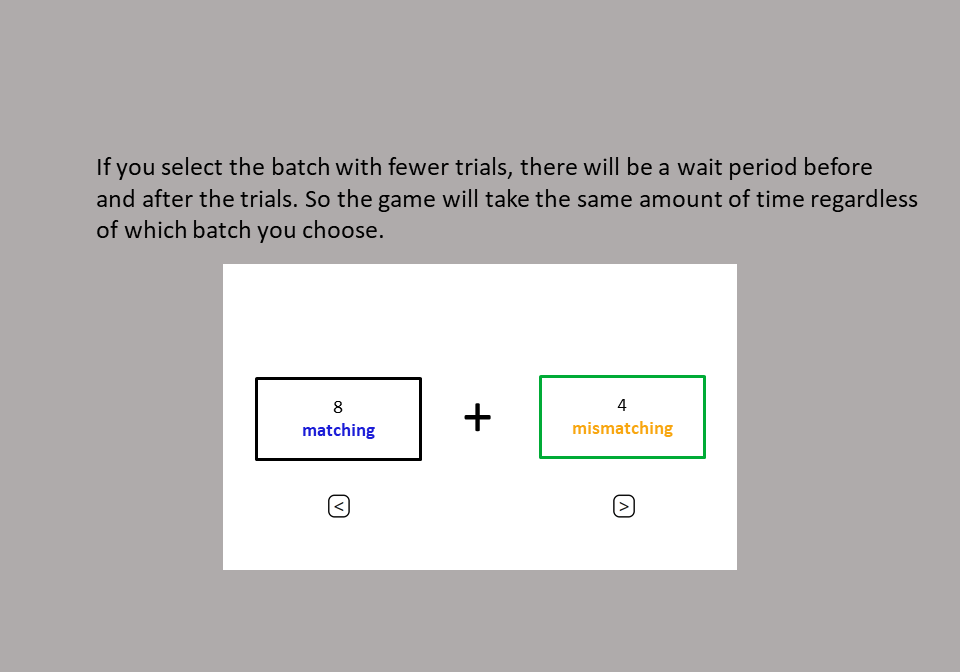 If you select the batch with fewer trials, there will be a wait period before
and after the trials. So the game will take the same amount of time regardless
of which batch you choose.
8
matching
+
4
mismatching
<
>